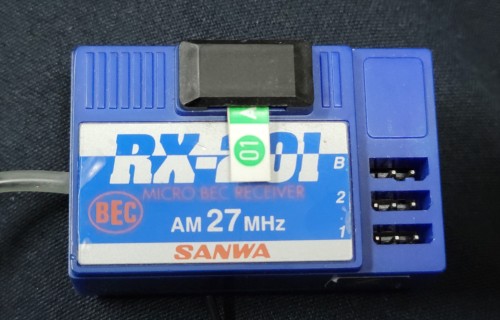 01
RX-201
B
MICRO BEC RECEIVER
2
BEC
AM 27 MHz
1
SANWA